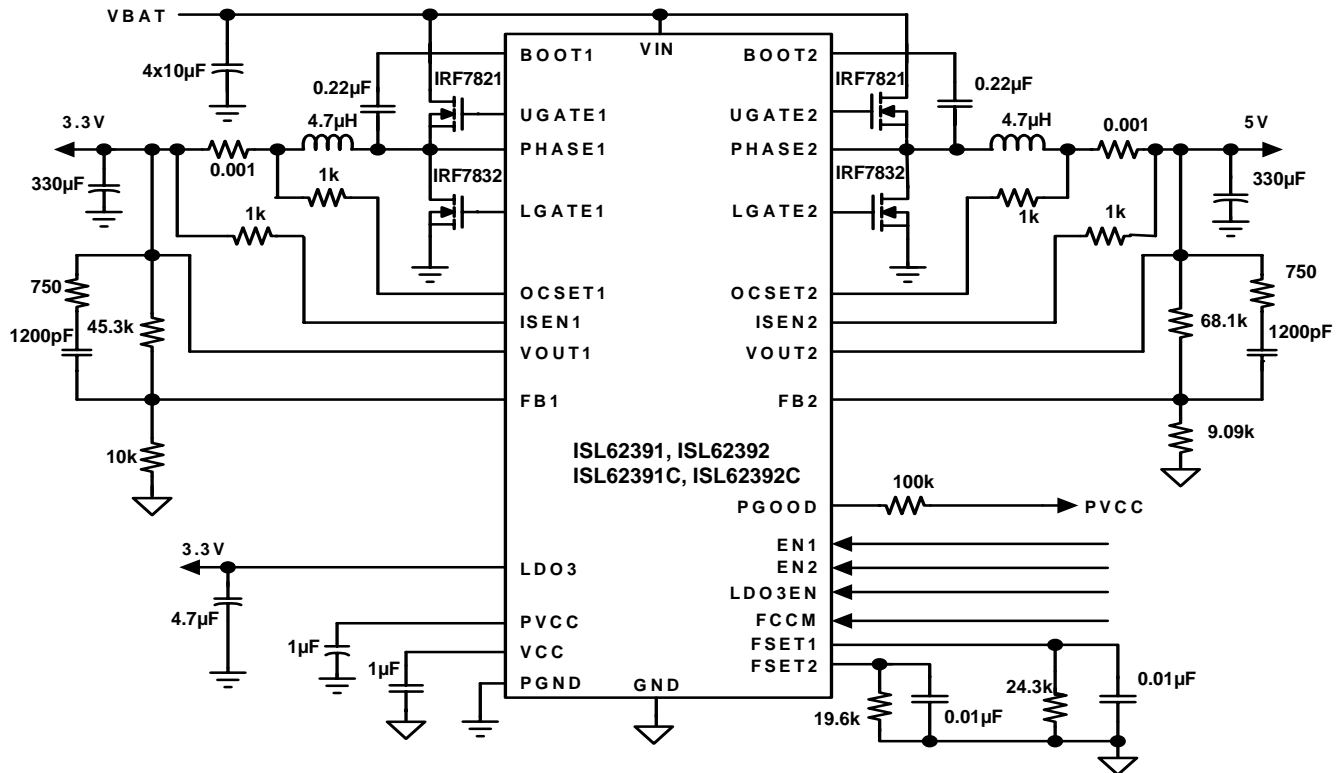 VBAT
VIN
4x10µF
BOOT1
BOOT2
0.22µF
IRF7821
IRF7821
0.22µF
UGATE1
UGATE2
3.3V
4.7µH
4.7µH
0.001
5V
0.001
PHASE1
PHASE2
330µF
IRF7832
IRF7832
330µF
1k
1k
1k
1k
LGATE1
LGATE2
OCSET1
OCSET2
750
750
ISEN1
ISEN2
1200pF
45.3k
68.1k
1200pF
VOUT1
VOUT2
FB1
FB2
10k
9.09k
ISL62391, ISL62392
ISL62391C, ISL62392C
100k
PGOOD
PVCC
EN1
3.3V
LDO3
EN2
LDO3EN
4.7µF
PVCC
FCCM
1µF
FSET1
VCC
FSET2
1µF
PGND
GND
19.6k
0.01µF
24.3k
0.01µF